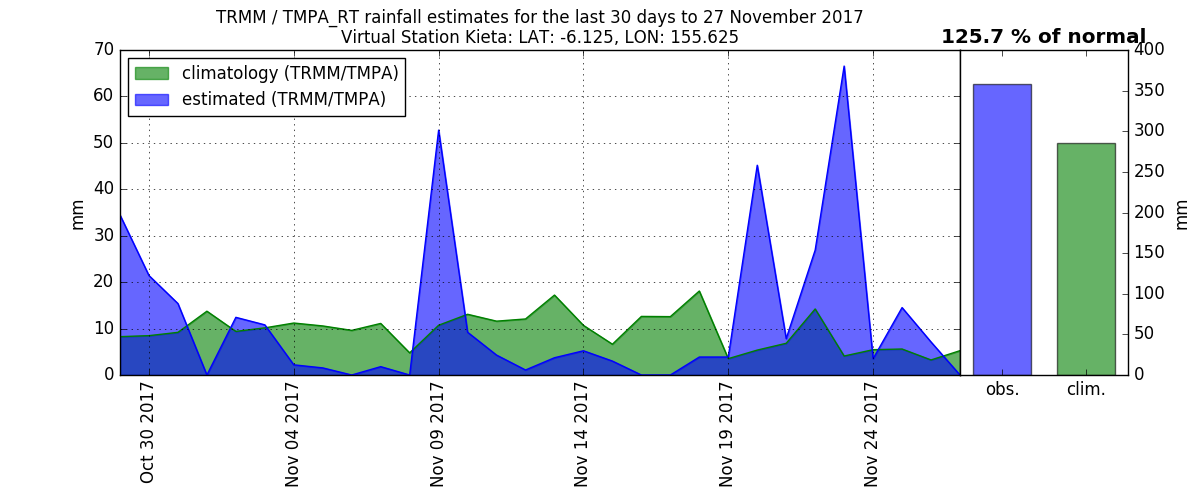 TRMM / TMPA_RT rainfall estimates for the last 30 days to 27 November 2017
Virtual Station Kieta: LAT: -6.125, LON: 155.625
125.7 % of normal
climatology (TRMM/TMPA)
estimated (TRMM/TMPA)
70
60
50
40
30
20
10
0
mm
Oct 30 2017
Nov 04 2017
Nov 09 2017
Nov 14 2017
Nov 19 2017
Nov 24 2017
400
350
300
250
200
150
100
50
0
mm
obs.
clim.